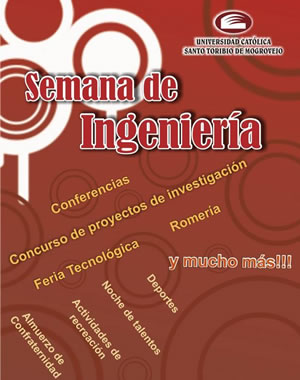 UNIVERSIDAD CATÓLICA
SANTO TORIBIO DE MOGROVEJO
Semana de
Ingeniería
Conferencias
Concurso de proyectos de investigación
Romería
Feria Tecnológica
y mucho más!!!
Deportes
Noche de talentos
Actividades de
recreación
Almuerzo de
Confraternidad